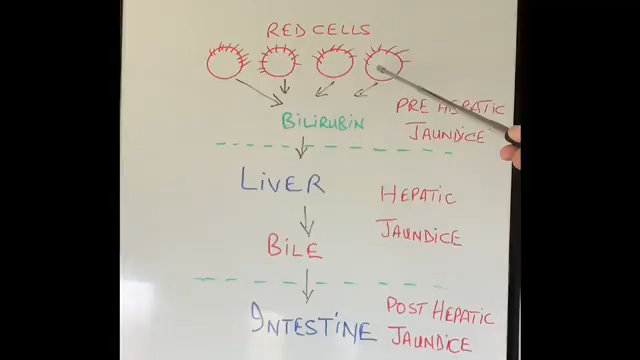 RED CELLS
BILIRUBIN
PRE HEPATIC
JAUNDICE
LIVER
HEPATIC
JAUNDICE
BILE
INTESTINE
POST HEPATIC
JAUNDICE